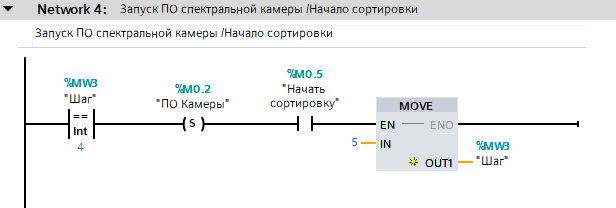 Network 4: Запуск ПО спектральной камеры /Начало сортировки
Запуск ПО спектральной камеры /Начало сортировки
%MW3
"Шаг"
==
Int
4
%M0.2
"ПО Камеры"
S
%M0.5
"Начать
сортировку"
MOVE
EN
ENO
5
IN
OUT1
%MW3
"Шаг"